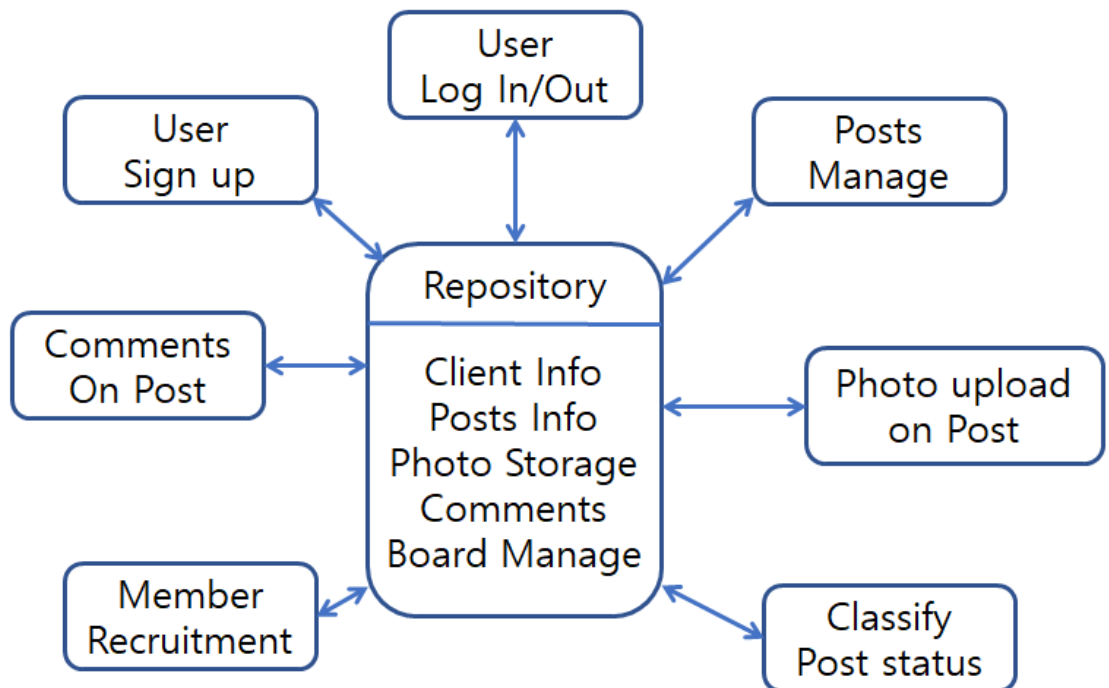 User
Log In/Out
User
Sign up
Posts
Manage
Repository
Client Info
Posts Info
Photo Storage
Comments
Board Manage
Comments
On Post
Photo upload
on Post
Member
Recruitment
Classify
Post status